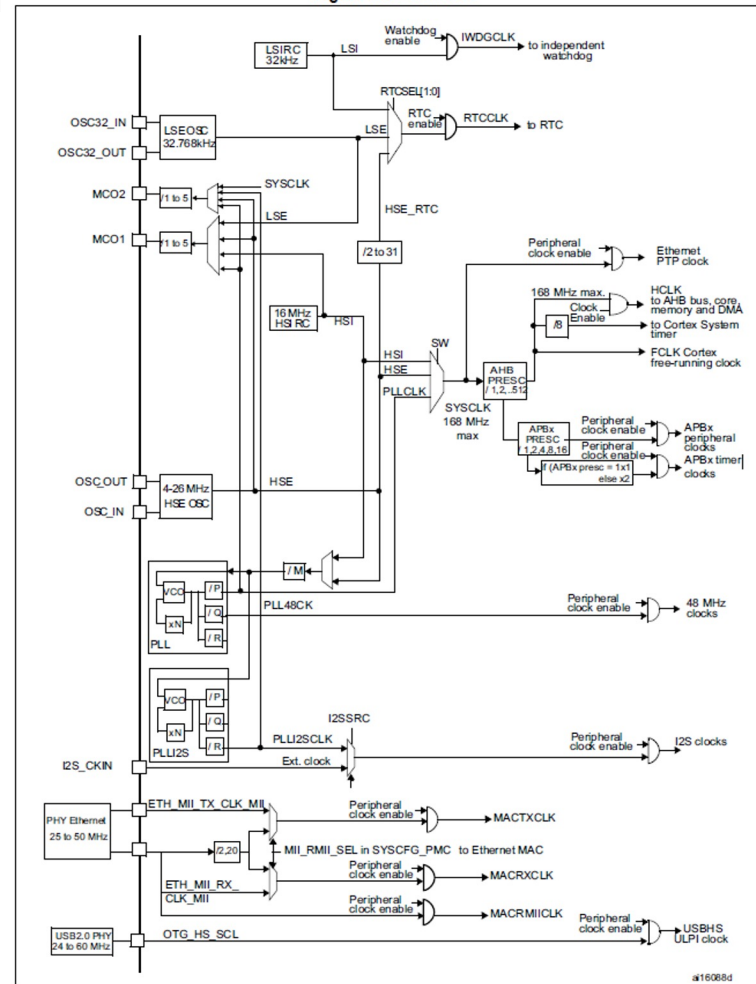 Watchdog
enable
IWDGCLK
to independent
watchdog
LSIRC
32kHz
LSI
RTCSEL[1:0]
OSC32_IN
LSEOSC
32.768kHz
OSC32_OUT
LSE
RTC
enable
RTCCLK
to RTC
MCO2
/1 to 5
SYSCLK
LSE
HSE_RTC
MCO1
/1 to 5
/2 to 31
Peripheral
clock enable
Ethernet
PTP clock
16 MHz
HSI RC
HSI
168 MHz max.
Clock
Enable
HCLK
to AHB bus, core,
memory and DMA
/8
to Cortex System
timer
FCLK Cortex
free-running clock
SW
HSI
HSE
PLLCLK
AHB
PRESC
/ 1,2,..512
SYSCLK
168 MHz
max
APBx
PRESC
/ 1,2,4,8,16
Peripheral
clock enable
APBx
peripheral
clocks
Peripheral
clock enable
if (APBx presc = 1x1
else x2
APBx timer
clocks
OSC_OUT
4-26 MHz
HSE OSC
OSC_IN
HSE
/ M
VCO
/ P
xN
/ Q
/ R
PLL
PLL48CK
Peripheral
clock enable
48 MHz
clocks
VCO
/ P
xN
/ Q
/ R
PLLI2S
I2SSRC
PLLI2SCLK
Ext. clock
I2S_CKIN
Peripheral
clock enable
I2S clocks
PHY Ethernet
25 to 50 MHz
ETH_MII_TX_CLK_MII
Peripheral
clock enable
MACTXCLK
/2,20
MII_RMII_SEL in SYSCFG_PMC to Ethernet MAC
ETH_MII_RX_
CLK_MII
Peripheral
clock enable
MACRXCLK
Peripheral
clock enable
MACRMIICLK
USB2.0 PHY
24 to 60 MHz
OTG_HS_SCL
Peripheral
clock enable
USBHS
ULPI clock
ai16088d